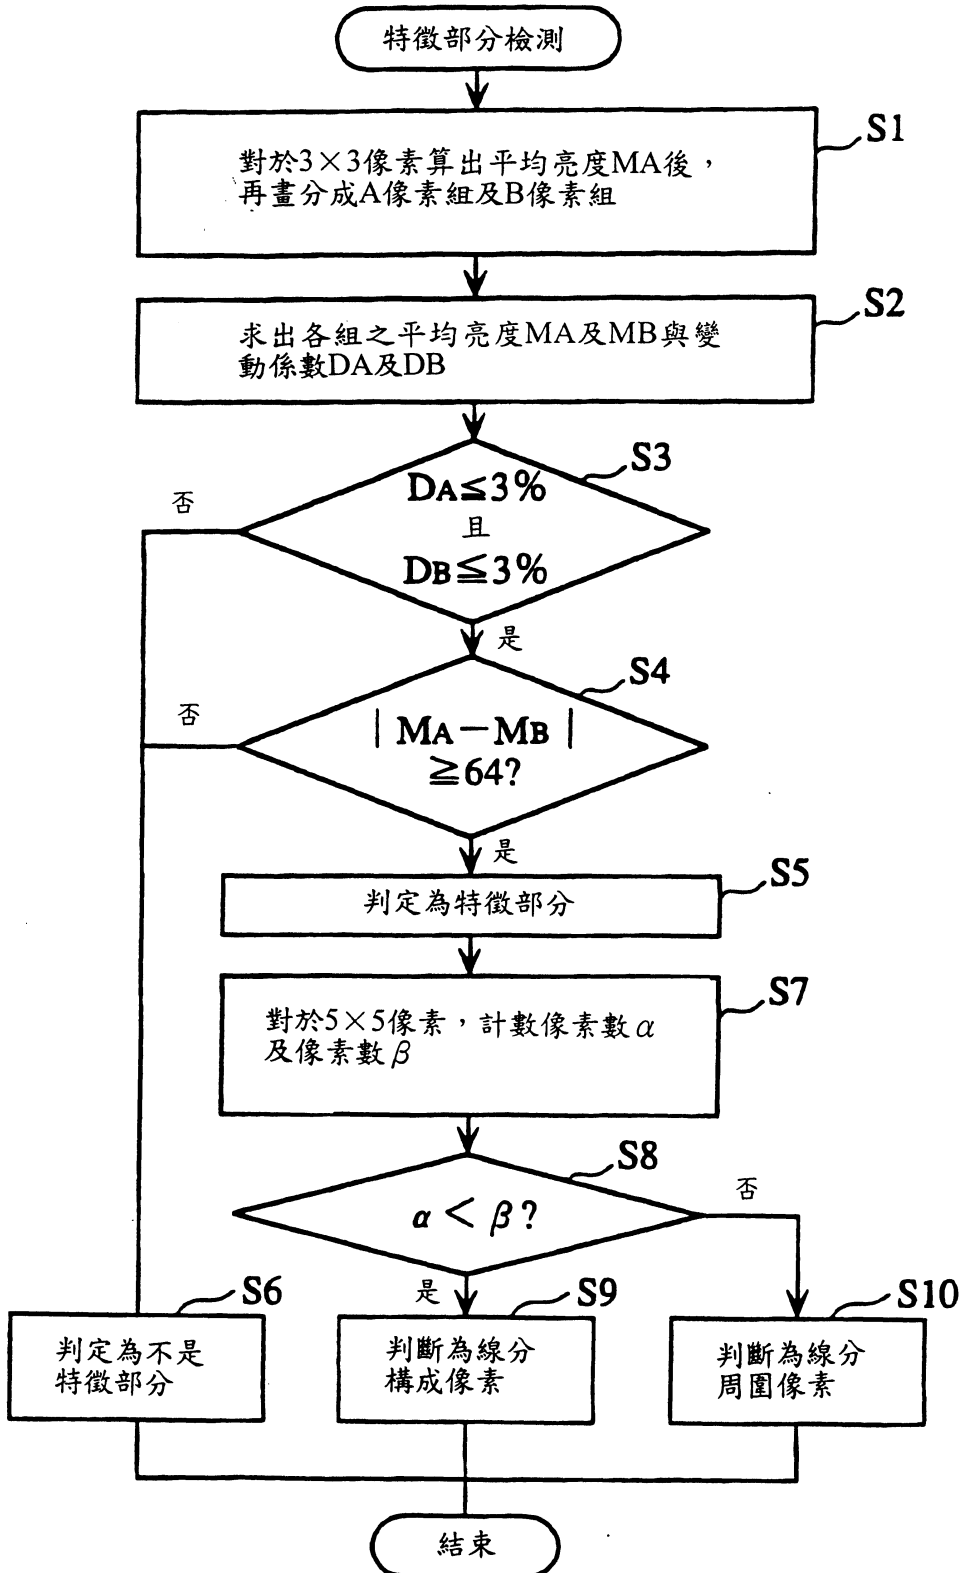 特徵部分檢測
S1
對於3×3像素算出平均亮度MA後，
再畫分成A像素組及B像素組
S2
求出各組之平均亮度MA及MB與變
動係數DA及DB
S3
DA≦3%
且
DB≦3%
否
是
S4
| MA－MB |
≧64?
否
是
S5
判定為特徵部分
S7
對於5×5像素，計數像素數α
及像素數β
S8
α＜β?
否
是
S6
判定為不是
特徵部分
S9
判斷為線分
構成像素
S10
判斷為線分
周圍像素
結束